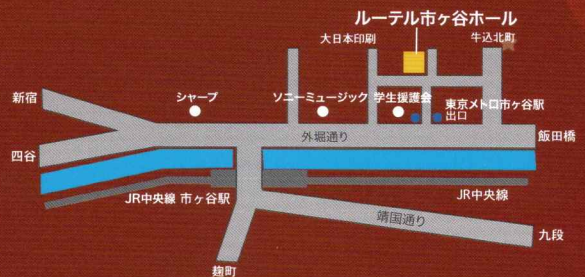 ルーテル市ヶ谷ホール
大日本印刷
牛込北町
新宿
シャープ
ソニーミュージック
学生援護会
東京メトロ市ヶ谷駅
出口
外堀通り
飯田橋
四谷
JR中央線 市ヶ谷駅
JR中央線
靖国通り
九段
麹町